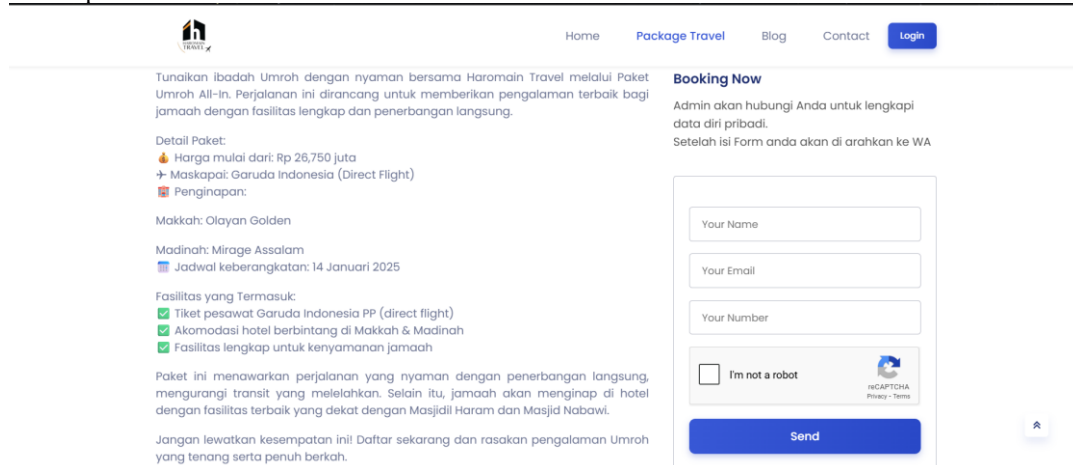 Home
Package Travel
Blog
Contact
Login
TRAVEL
Tunaikan ibadah Umroh dengan nyaman bersama Haromain Travel melalui Paket
Umroh All-In. Perjalanan ini dirancang untuk memberikan pengalaman terbaik bagi
jamaah dengan fasilitas lengkap dan penerbangan langsung.
Detail Paket:
💰 Harga mulai dari: Rp 26,750 juta
✈ Maskapai: Garuda Indonesia (Direct Flight)
🏨 Penginapan:
Makkah: Olayan Golden
Madinah: Mirage Assalam
📅 Jadwal keberangkatan: 14 Januari 2025
Fasilitas yang Termasuk:
✅ Tiket pesawat Garuda Indonesia PP (direct flight)
✅ Akomodasi hotel berbintang di Makkah & Madinah
✅ Fasilitas lengkap untuk kenyamanan jamaah
Paket ini menawarkan perjalanan yang nyaman dengan penerbangan langsung,
mengurangi transit yang melelahkan. Selain itu, jamaah akan menginap di hotel
dengan fasilitas terbaik yang dekat dengan Masjidil Haram dan Masjid Nabawi.
Jangan lewatkan kesempatan ini! Daftar sekarang dan rasakan pengalaman Umroh
yang tenang serta penuh berkah.
Booking Now
Admin akan hubungi Anda untuk lengkapi
data diri pribadi.
Setelah isi Form anda akan di arahkan ke WA
Your Name
Your Email
Your Number
I'm not a robot
reCAPTCHA
Privacy - Terms
Send